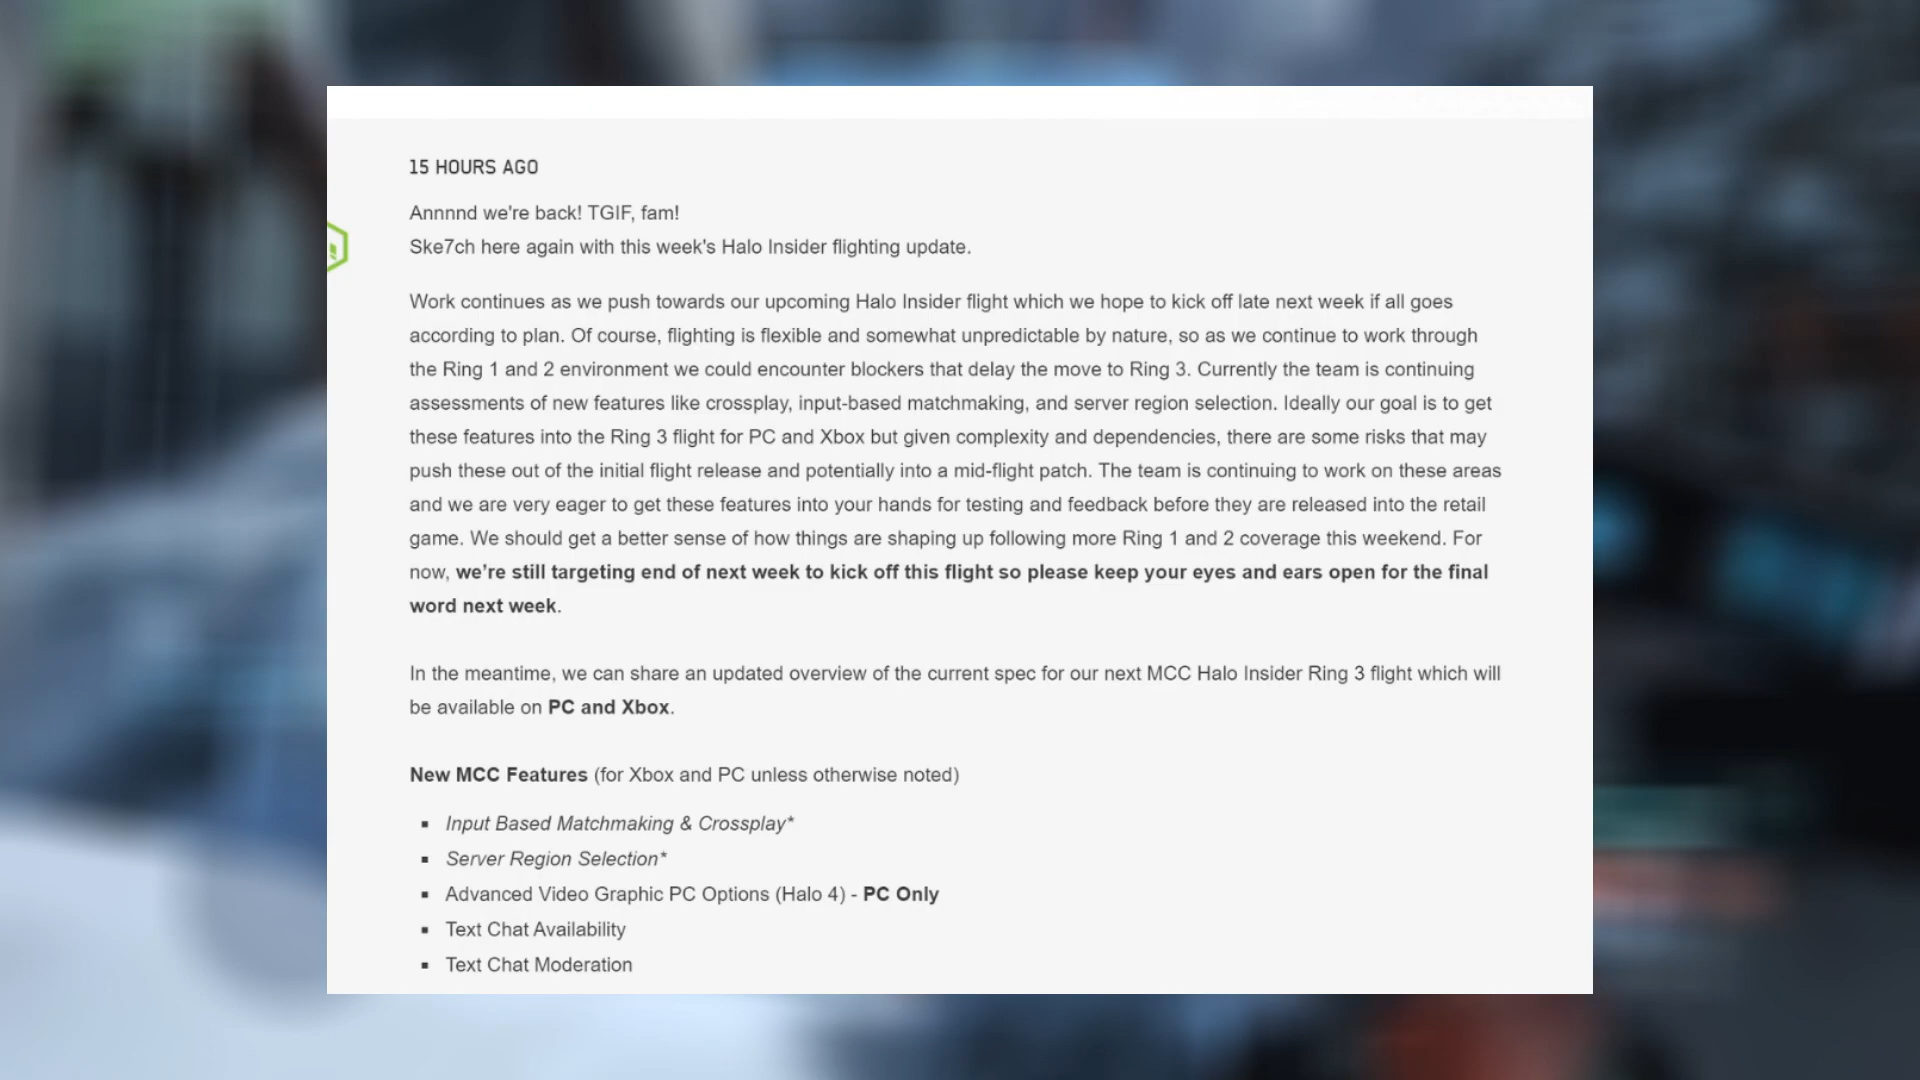 15 HOURS AGO
Annnnd we're back! TGIF, fam!
Ske7ch here again with this week's Halo Insider flighting update.
Work continues as we push towards our upcoming Halo Insider flight which we hope to kick off late next week if all goes
according to plan. Of course, flighting is flexible and somewhat unpredictable by nature, so as we continue to work through
the Ring 1 and 2 environment we could encounter blockers that delay the move to Ring 3. Currently the team is continuing
assessments of new features like crossplay, input-based matchmaking, and server region selection. Ideally our goal is to get
these features into the Ring 3 flight for PC and Xbox but given complexity and dependencies, there are some risks that may
push these out of the initial flight release and potentially into a mid-flight patch. The team is continuing to work on these areas
and we are very eager to get these features into your hands for testing and feedback before they are released into the retail
game. We should get a better sense of how things are shaping up following more Ring 1 and 2 coverage this weekend. For
now, we’re still targeting end of next week to kick off this flight so please keep your eyes and ears open for the final
word next week.
In the meantime, we can share an updated overview of the current spec for our next MCC Halo Insider Ring 3 flight which will
be available on PC and Xbox.
New MCC Features (for Xbox and PC unless otherwise noted)
▪ Input Based Matchmaking & Crossplay*
▪ Server Region Selection*
▪ Advanced Video Graphic PC Options (Halo 4) - PC Only
▪ Text Chat Availability
▪ Text Chat Moderation